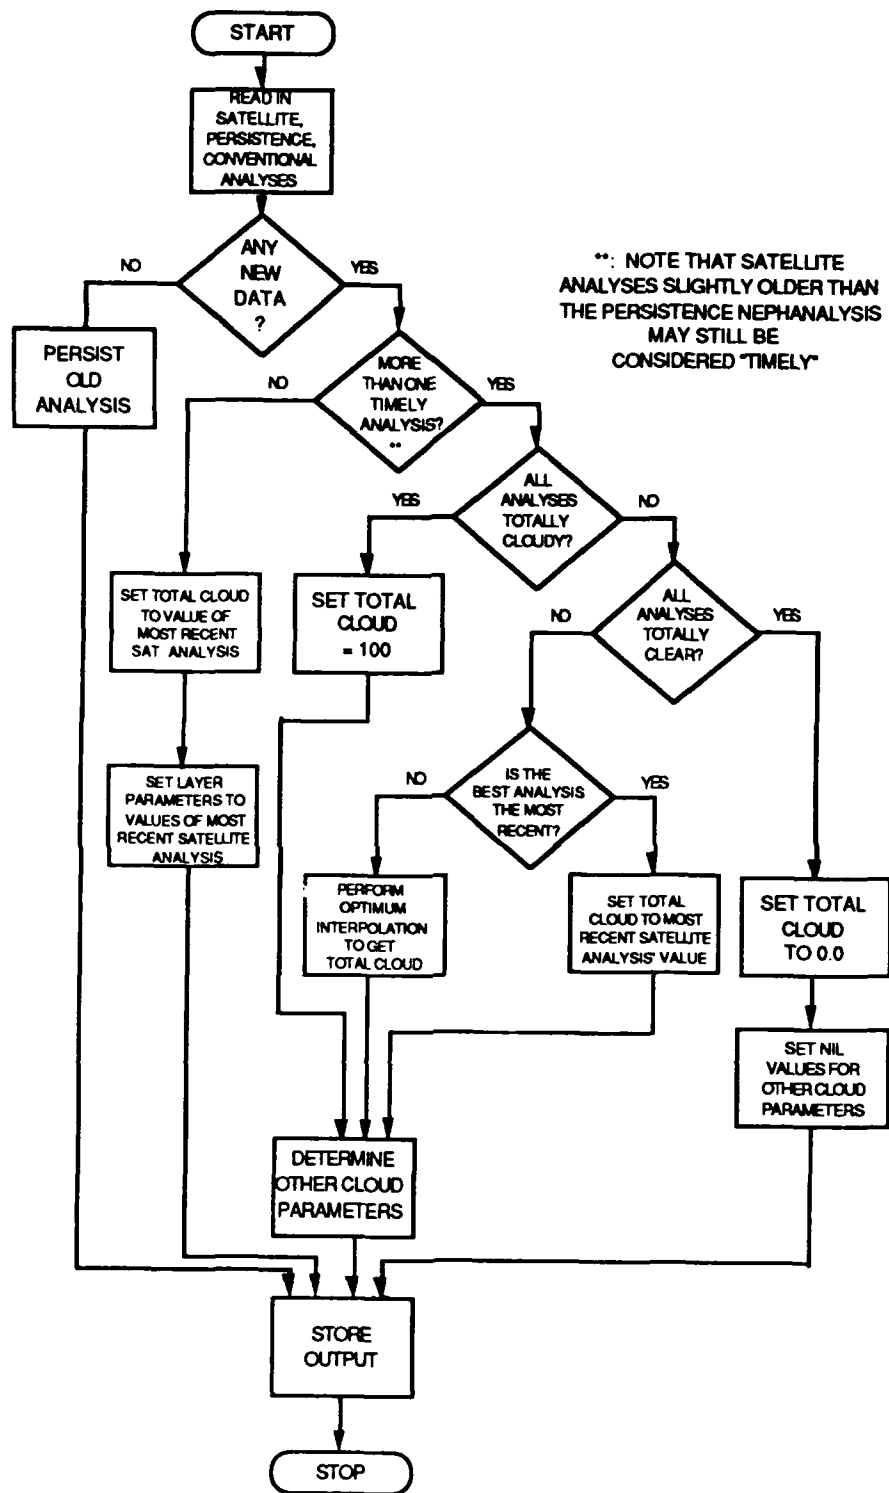 START
READ IN
SATELLITE,
PERSISTENCE,
CONVENTIONAL
ANALYSES
ANY
NEW
DATA
?
NO
YES
**: NOTE THAT SATELLITE
ANALYSES SLIGHTLY OLDER THAN
THE PERSISTENCE NEPHANALYSIS
MAY STILL BE
CONSIDERED "TIMELY"
PERSIST
OLD
ANALYSIS
MORE
THAN ONE
TIMELY
ANALYSIS?
**
NO
YES
ALL
ANALYSES
TOTALLY
CLOUDY?
YES
NO
SET TOTAL CLOUD
TO VALUE OF
MOST RECENT
SAT ANALYSIS
SET TOTAL
CLOUD
= 100
ALL
ANALYSES
TOTALLY
CLEAR?
NO
YES
SET LAYER
PARAMETERS TO
VALUES OF MOST
RECENT SATELLITE
ANALYSIS
IS THE
BEST ANALYSIS
THE MOST
RECENT?
NO
YES
PERFORM
OPTIMUM
INTERPOLATION
TO GET
TOTAL CLOUD
SET TOTAL
CLOUD TO MOST
RECENT SATELLITE
ANALYSIS' VALUE
SET TOTAL
CLOUD
TO 0.0
SET NIL
VALUES FOR
OTHER CLOUD
PARAMETERS
DETERMINE
OTHER CLOUD
PARAMETERS
STORE
OUTPUT
STOP